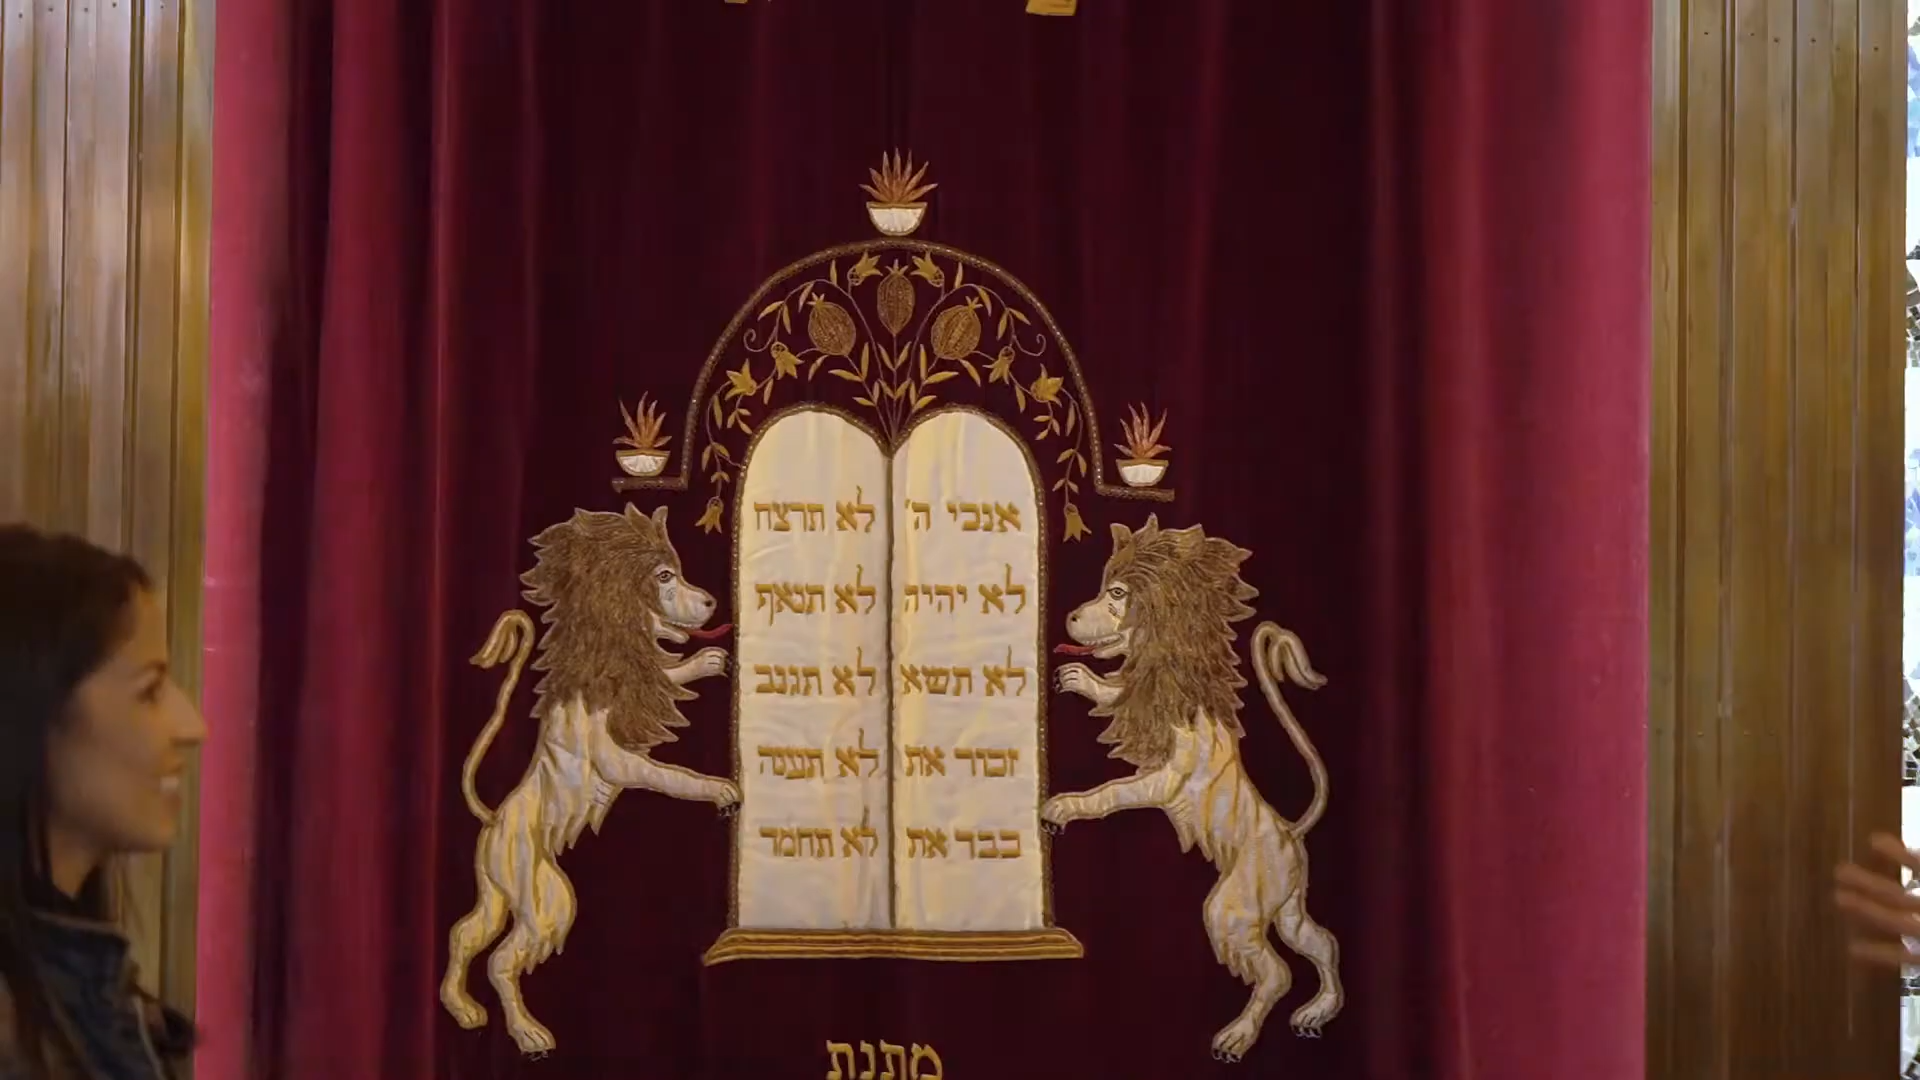 אנכי ה'
לא יהיה
לא תשא
זכור את
כבד את
לא תרצח
לא תנאף
לא תגנב
לא תענה
לא תחמד
מתנת